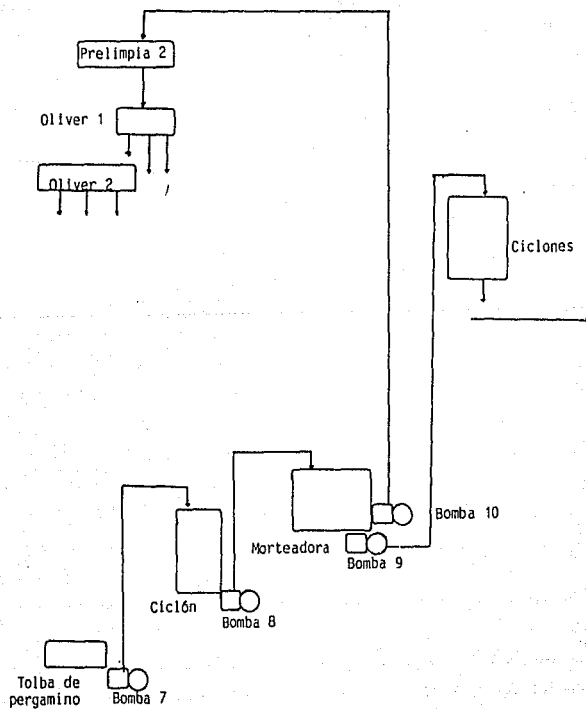 Prelimpia 2
Oliver 1
Oliver 2
Ciclones
Bomba 10
Morteadora
Bomba 9
Ciclón
Bomba 8
Tolba de
pergamino
Bomba 7